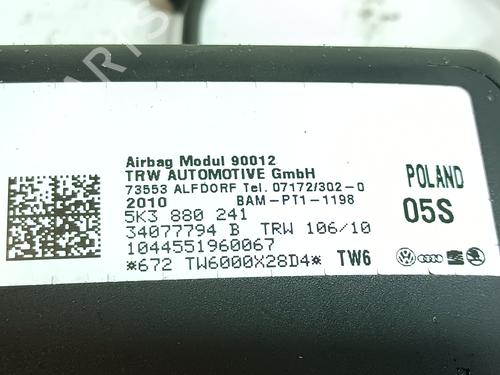 Airbag Modul 90012
TRW AUTOMOTIVE GmbH
73553 ALFDORF Tel. 07172/302-0
2010 BAM-PT1-1198
5K3 880 241
34077794 B TRW 106/10
1044551960067
*672 TW6000X28D4* TW6
POLAND
05S